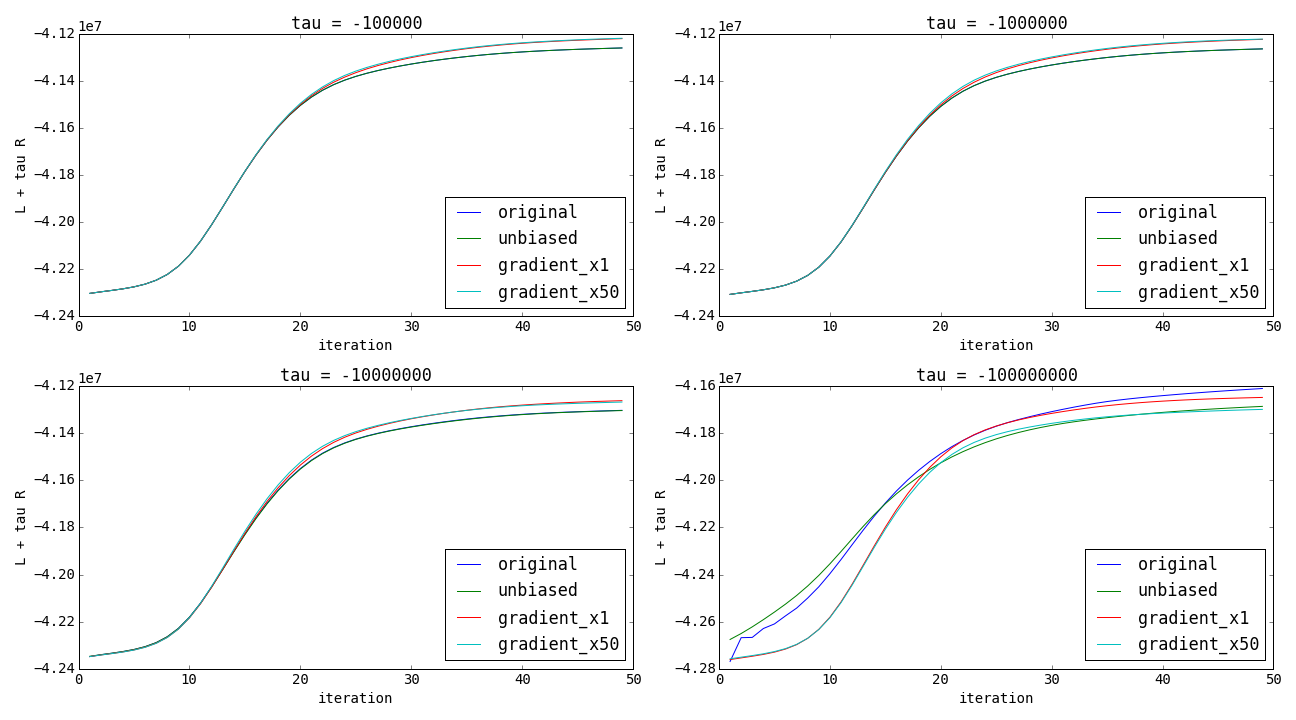 tau = -100000
1e7
−4.12
−4.14
−4.16
−4.18
−4.20
−4.22
−4.24
L + tau R
0 10 20 30 40 50
iteration
original
unbiased
gradient_x1
gradient_x50
tau = -1000000
1e7
−4.12
−4.14
−4.16
−4.18
−4.20
−4.22
−4.24
L + tau R
0 10 20 30 40 50
iteration
original
unbiased
gradient_x1
gradient_x50
tau = -10000000
1e7
−4.12
−4.14
−4.16
−4.18
−4.20
−4.22
−4.24
L + tau R
0 10 20 30 40 50
iteration
original
unbiased
gradient_x1
gradient_x50
tau = -100000000
1e7
−4.16
−4.18
−4.20
−4.22
−4.24
−4.26
−4.28
L + tau R
0 10 20 30 40 50
iteration
original
unbiased
gradient_x1
gradient_x50